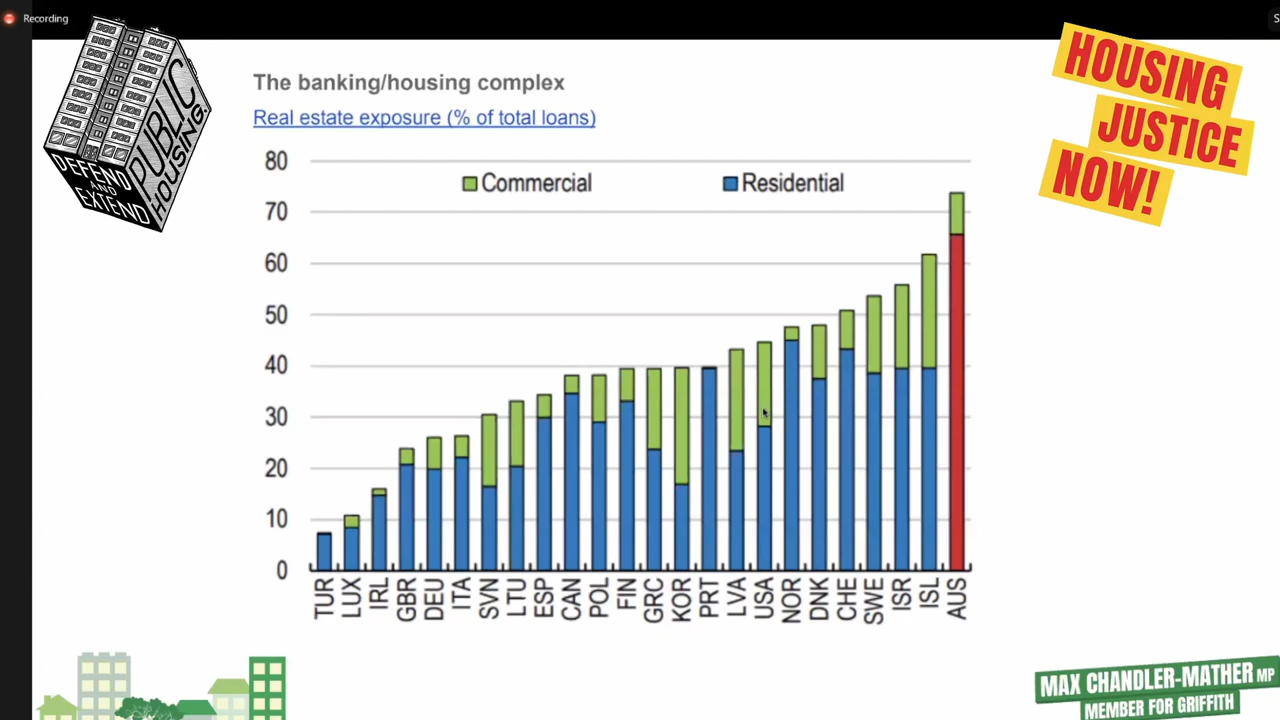 Recording
S
The banking/housing complex
Real estate exposure (% of total loans)
DEFEND
AND
EXTEND
PUBLIC
HOUSING.
HOUSING
JUSTICE
NOW!
Commercial
Residential
80
70
60
50
40
30
20
10
0
TUR LUX IRL GBR DEU ITA SVN LTU ESP CAN POL FIN GRC KOR PRT LVA USA NOR DNK CHE SWE ISR ISL AUS
MAX CHANDLER-MATHER MP
MEMBER FOR GRIFFITH